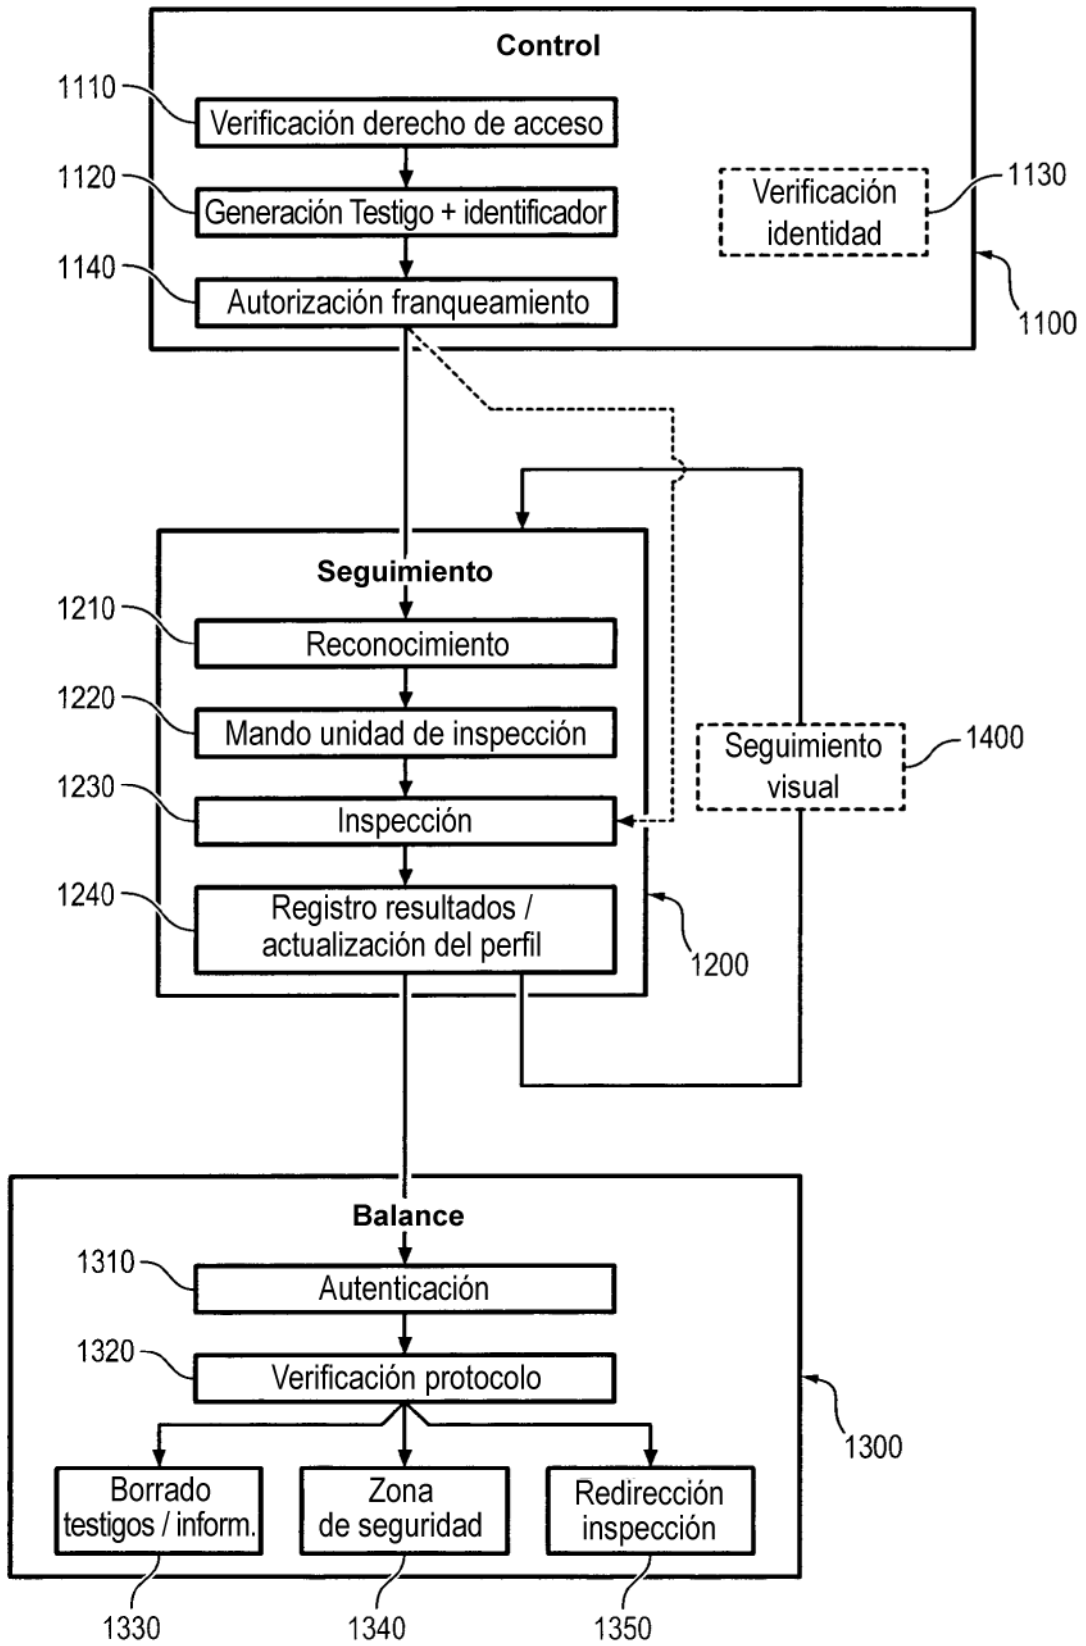 Control
1110
Verificación derecho de acceso
1120
Generación Testigo + identificador
1130
Verificación
identidad
1140
Autorización franqueamiento
1100
Seguimiento
1210
Reconocimiento
1220
Mando unidad de inspección
1400
Seguimiento
visual
1230
Inspección
1240
Registro resultados /
actualización del perfil
1200
Balance
1310
Autenticación
1320
Verificación protocolo
1300
Borrado
testigos / inform.
Zona
de seguridad
Redirección
inspección
1330
1340
1350